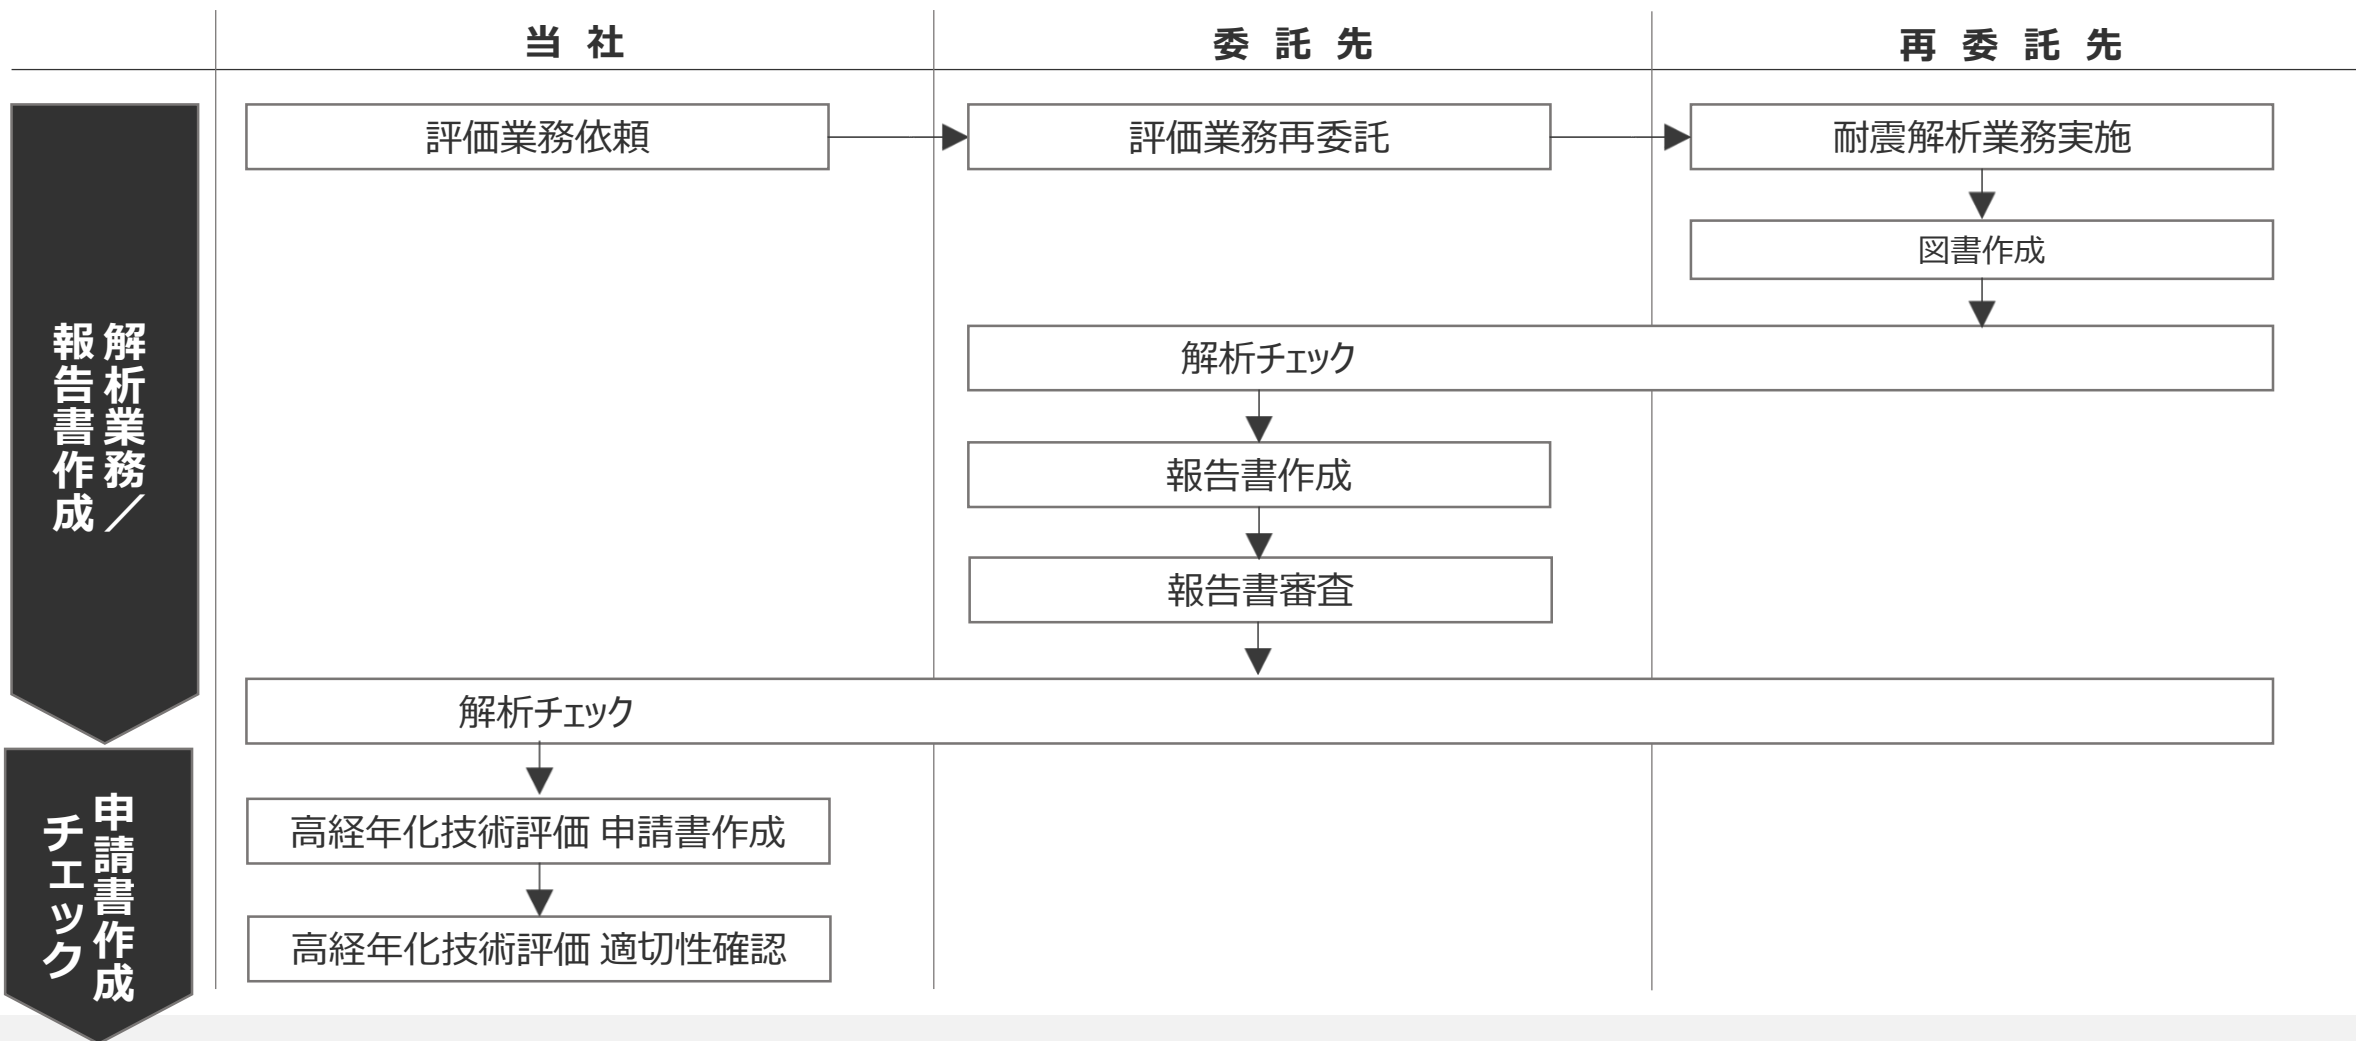 当社
委託先
再委託先
解析業務／
報告書作成
評価業務依頼
評価業務再委託
耐震解析業務実施
図書作成
解析チェック
報告書作成
報告書審査
解析チェック
申請書作成
チェック
高経年化技術評価 申請書作成
高経年化技術評価 適切性確認